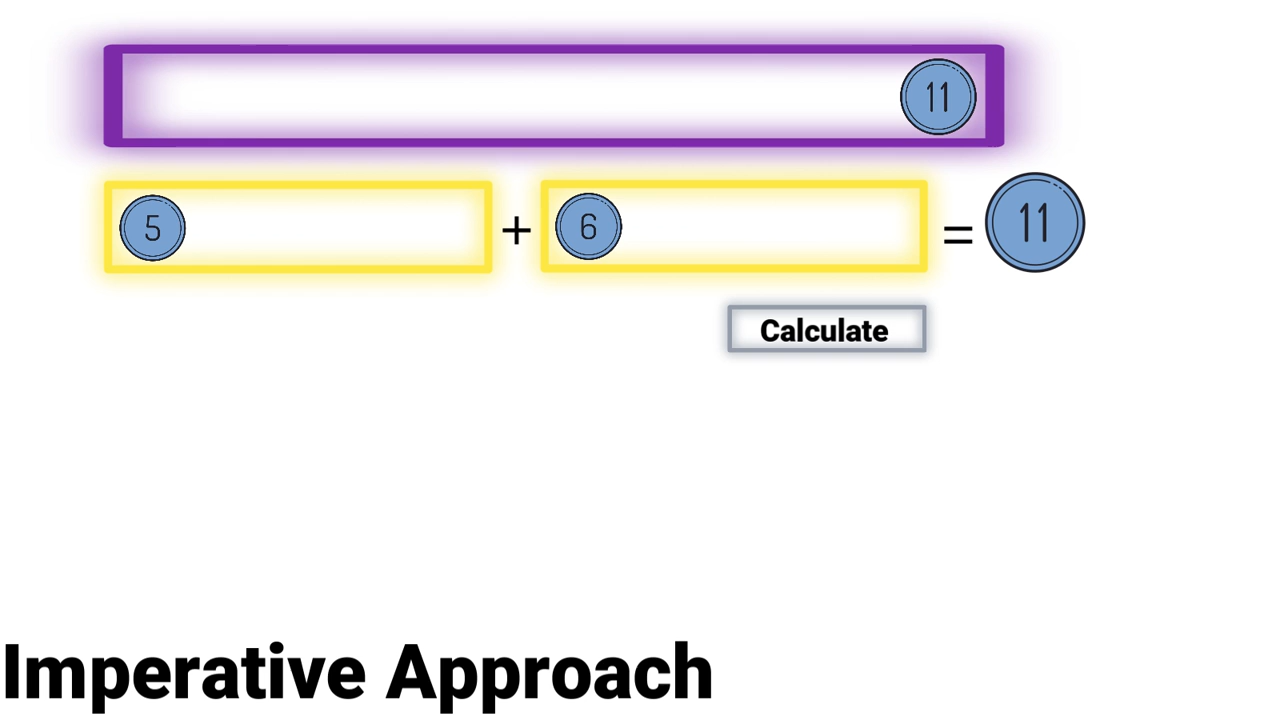 11
5 + 6 = 11
Calculate
Imperative Approach